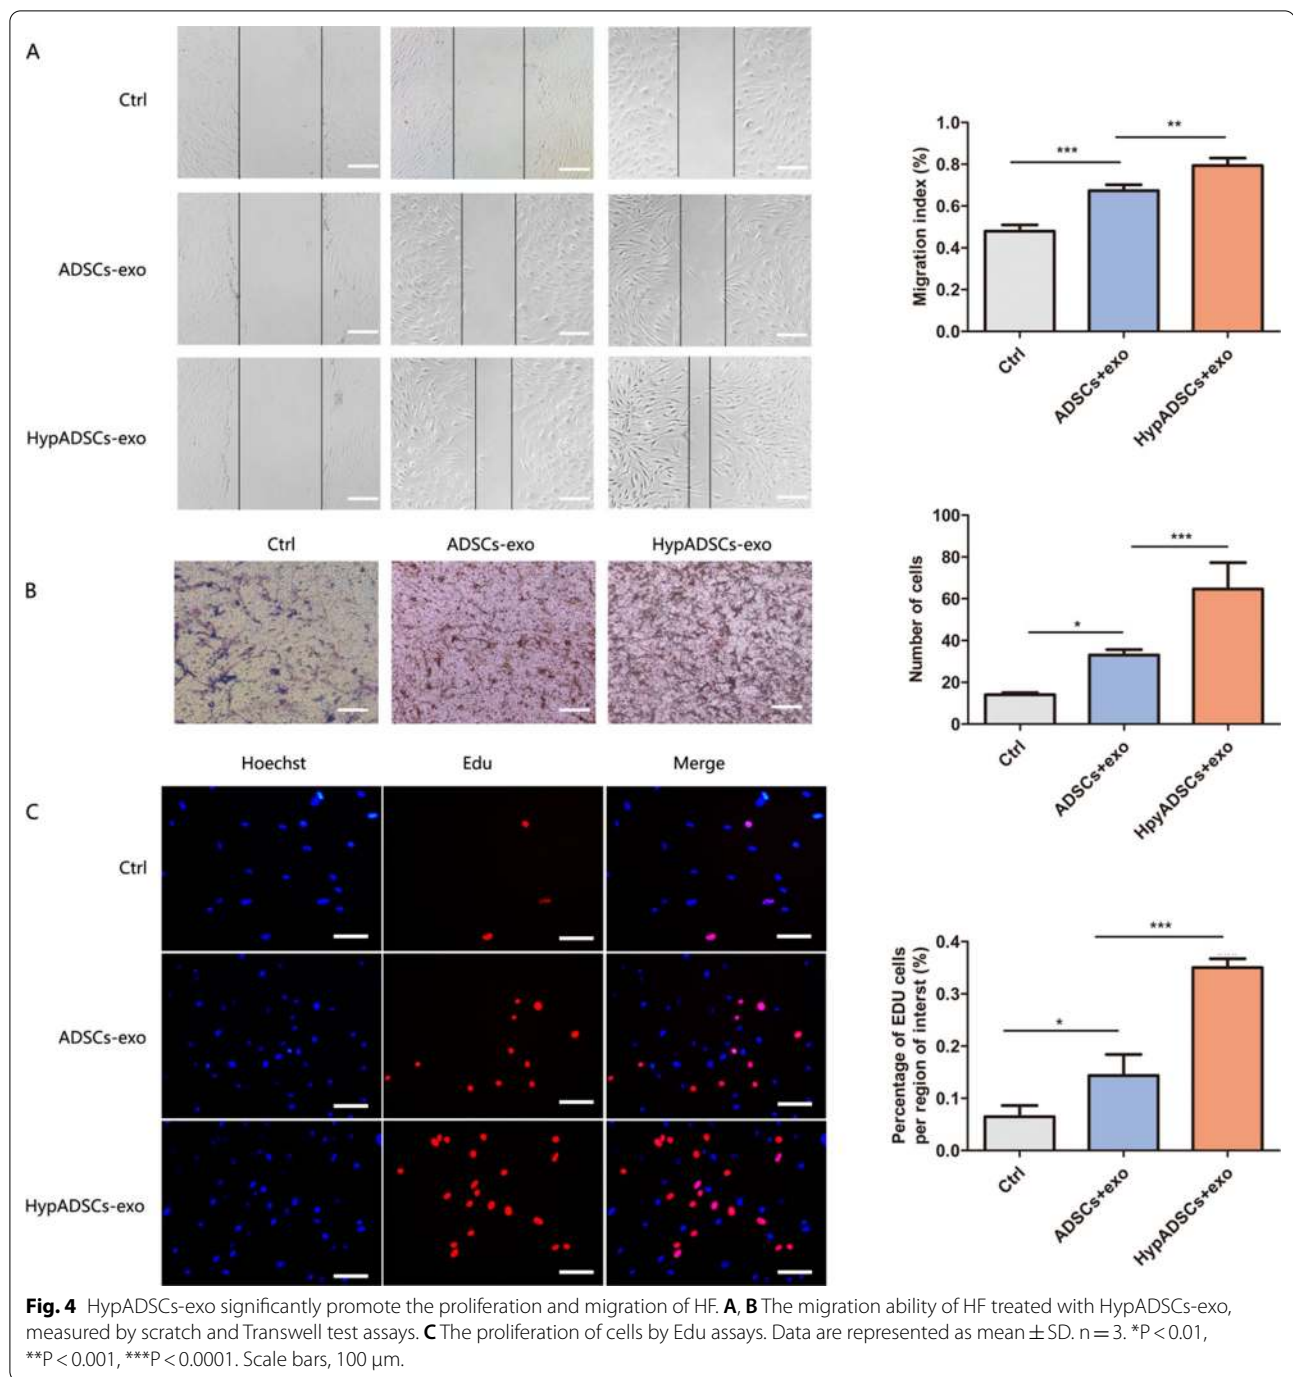 A
Ctrl
ADSCs-exo
HypADSCs-exo
Migration index (%)
1.0
0.8
0.6
0.4
0.2
0.0
***
**
Ctrl
ADSCs+exo
HypADSCs+exo
B
Ctrl
ADSCs-exo
HypADSCs-exo
Number of cells
100
80
60
40
20
0
*
***
Ctrl
ADSCs+exo
HpyADSCs+exo
C
Hoechst
Edu
Merge
Ctrl
ADSCs-exo
HypADSCs-exo
Percentage of EDU cells
per region of interst (%)
0.4
0.3
0.2
0.1
0.0
*
***
Ctrl
ADSCs+exo
HypADSCs+exo
Fig. 4 HypADSCs-exo significantly promote the proliferation and migration of HF. A, B The migration ability of HF treated with HypADSCs-exo,
measured by scratch and Transwell test assays. C The proliferation of cells by Edu assays. Data are represented as mean ± SD. n = 3. *P < 0.01,
**P < 0.001, ***P < 0.0001. Scale bars, 100 μm.